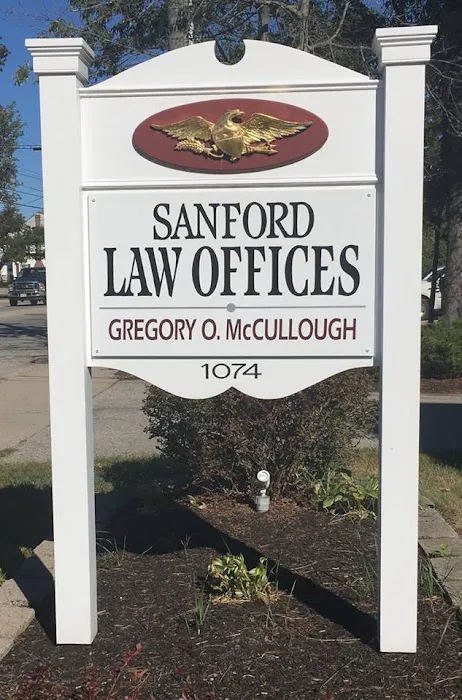 SANFORD
LAW OFFICES
GREGORY O. McCULLOUGH
1074